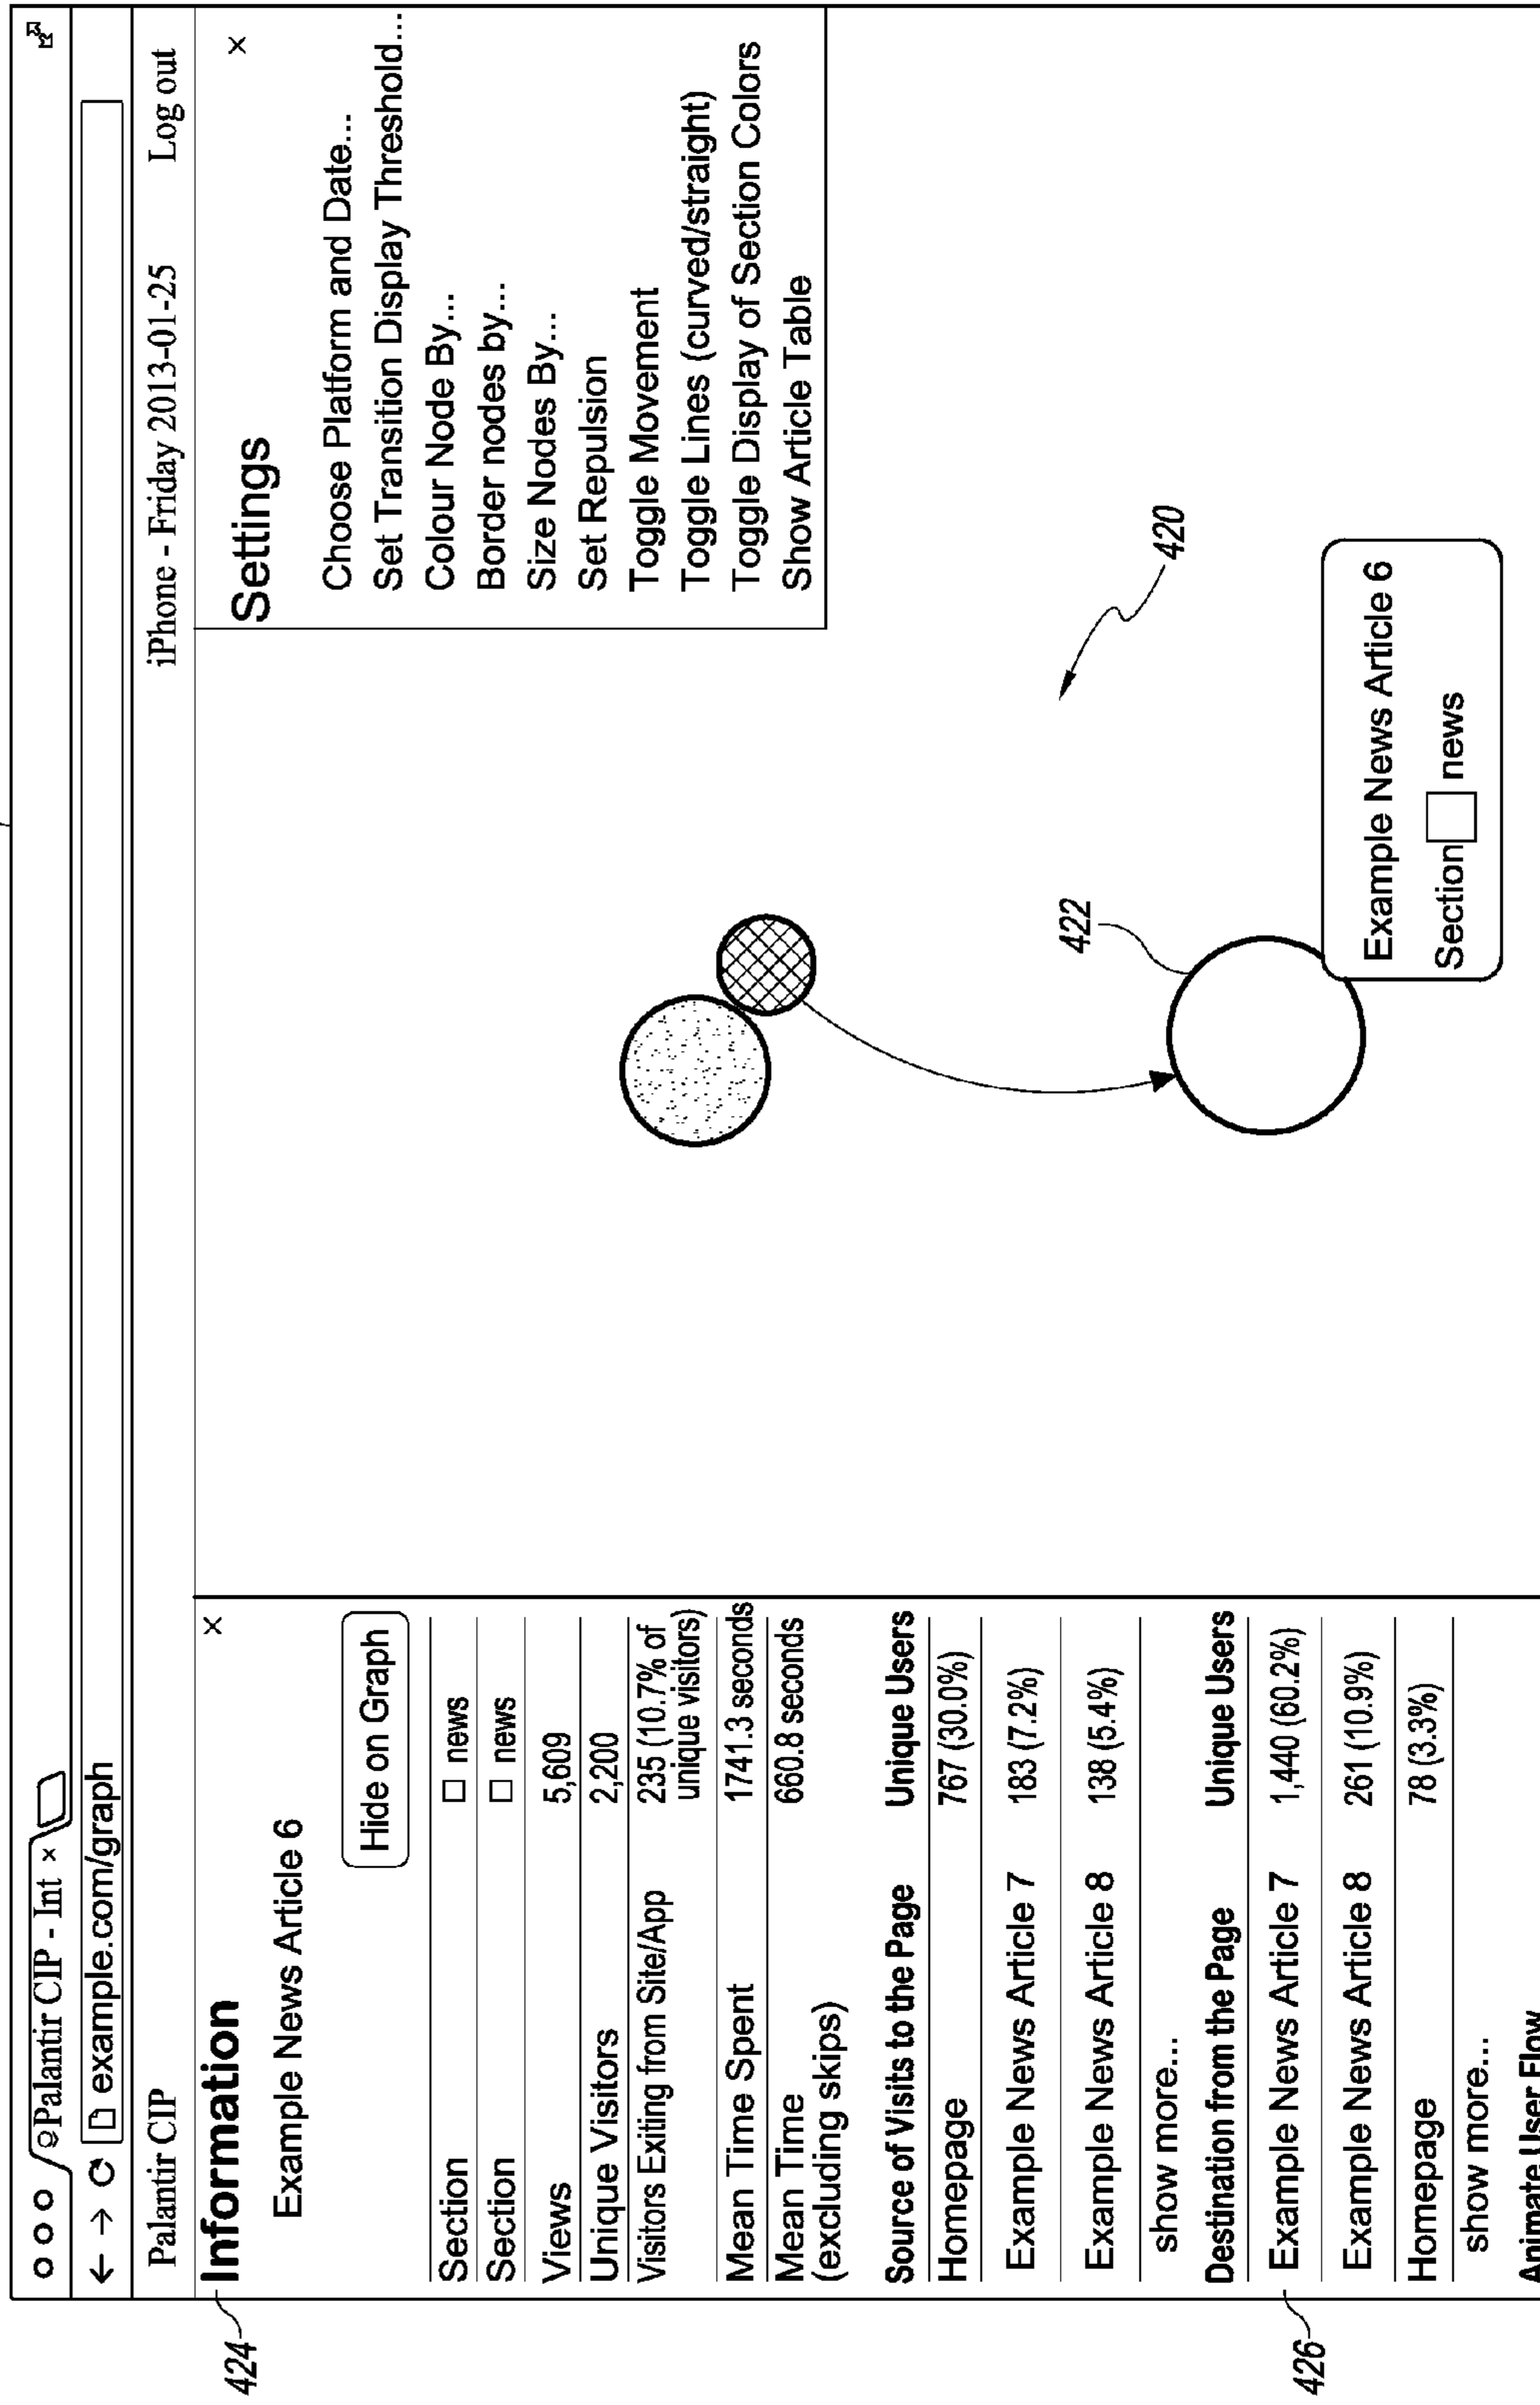 Palantir CIP - Int ×
example.com/graph
Palantir CIP
iPhone - Friday 2013-01-25
Log out
424
Information ×
Example News Article 6
Hide on Graph
Section □ news
Section □ news
Views 5,609
Unique Visitors 2,200
Visitors Exiting from Site/App 235 (10.7% of
unique visitors)
Mean Time Spent 1741.3 seconds
Mean Time 660.8 seconds
(excluding skips)
Source of Visits to the Page Unique Users
Homepage 767 (30.0%)
Example News Article 7 183 (7.2%)
Example News Article 8 138 (5.4%)
show more...
Destination from the Page Unique Users
426
Example News Article 7 1,440 (60.2%)
Example News Article 8 261 (10.9%)
Homepage 78 (3.3%)
show more...
Animate User Flow
Settings ×
Choose Platform and Date...
Set Transition Display Threshold...
Colour Node By...
Border nodes by...
Size Nodes By...
Set Repulsion
Toggle Movement
Toggle Lines (curved/straight)
Toggle Display of Section Colors
Show Article Table
420
422
Example News Article 6
Section □ news